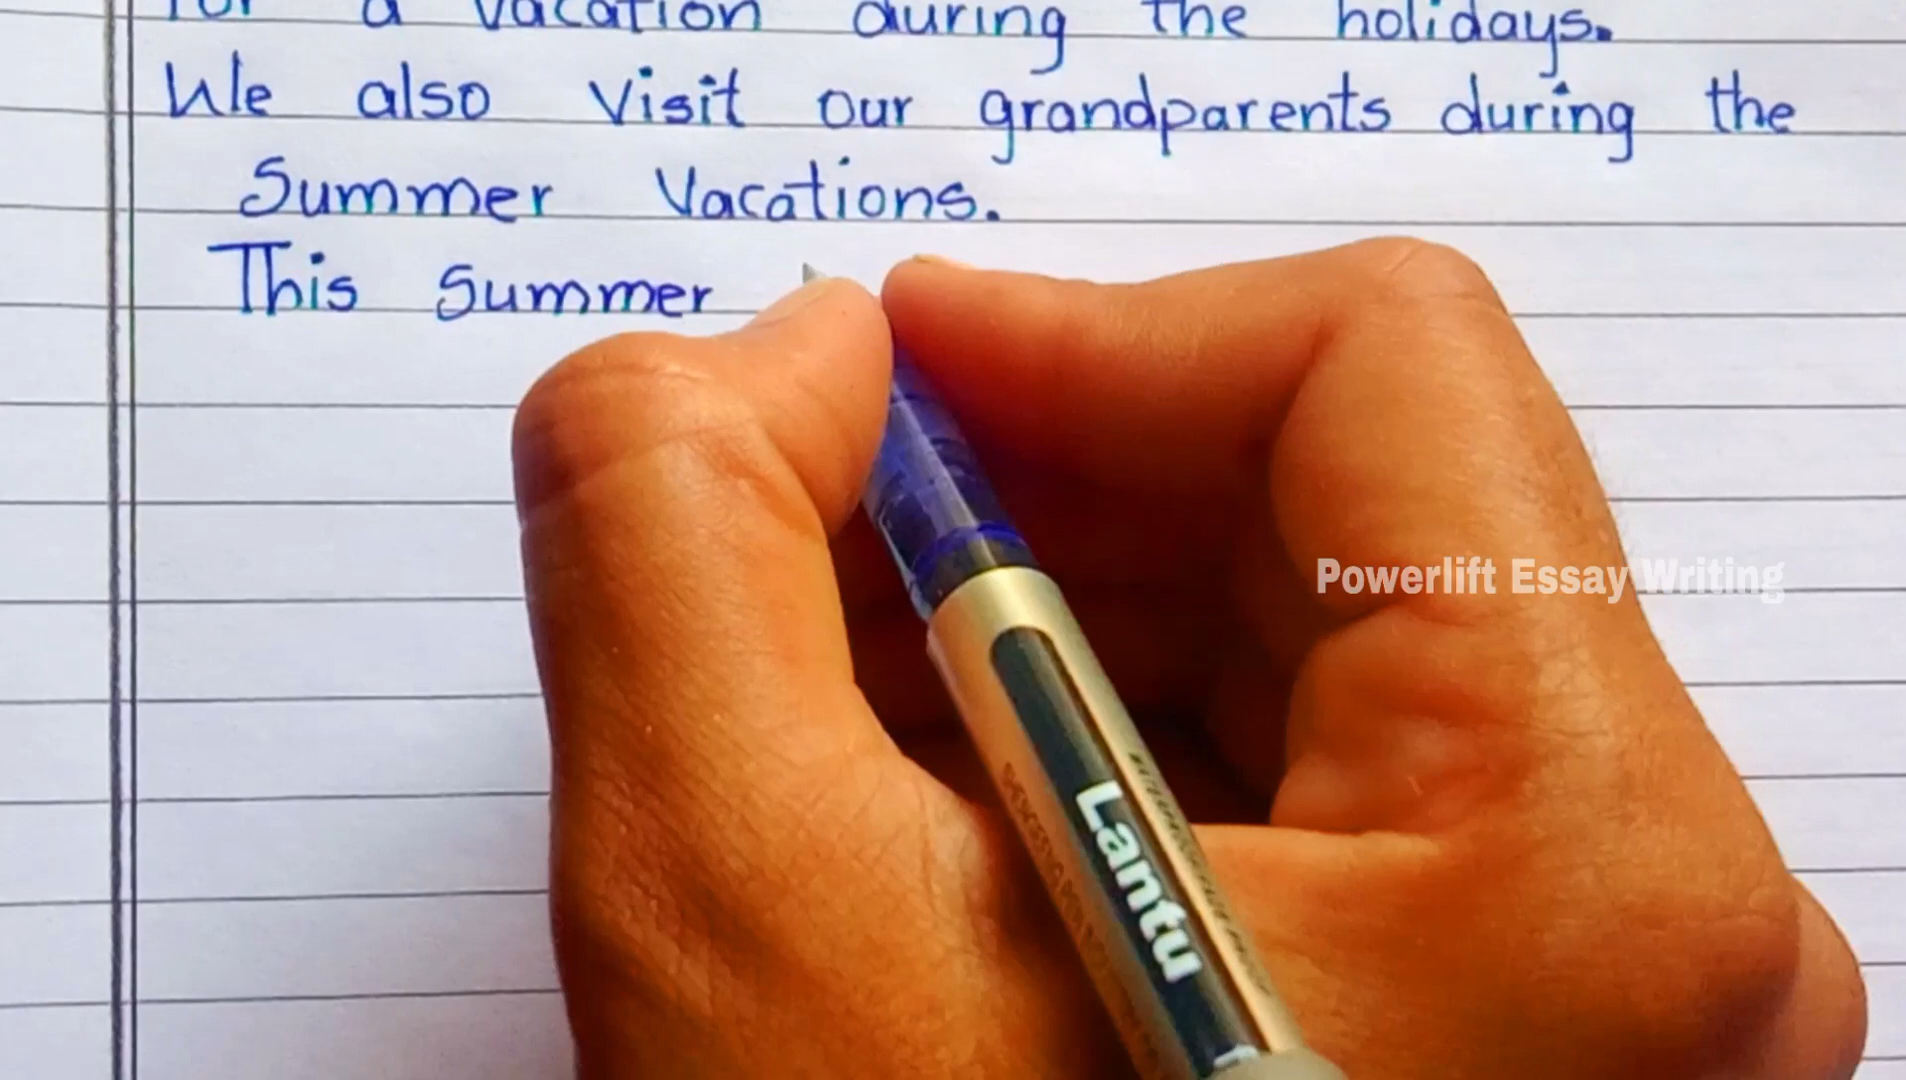 for a vacation during the holidays.
We also visit our grandparents during the
Summer Vacations.
This Summer
Powerlift Essay Writing
Lantu